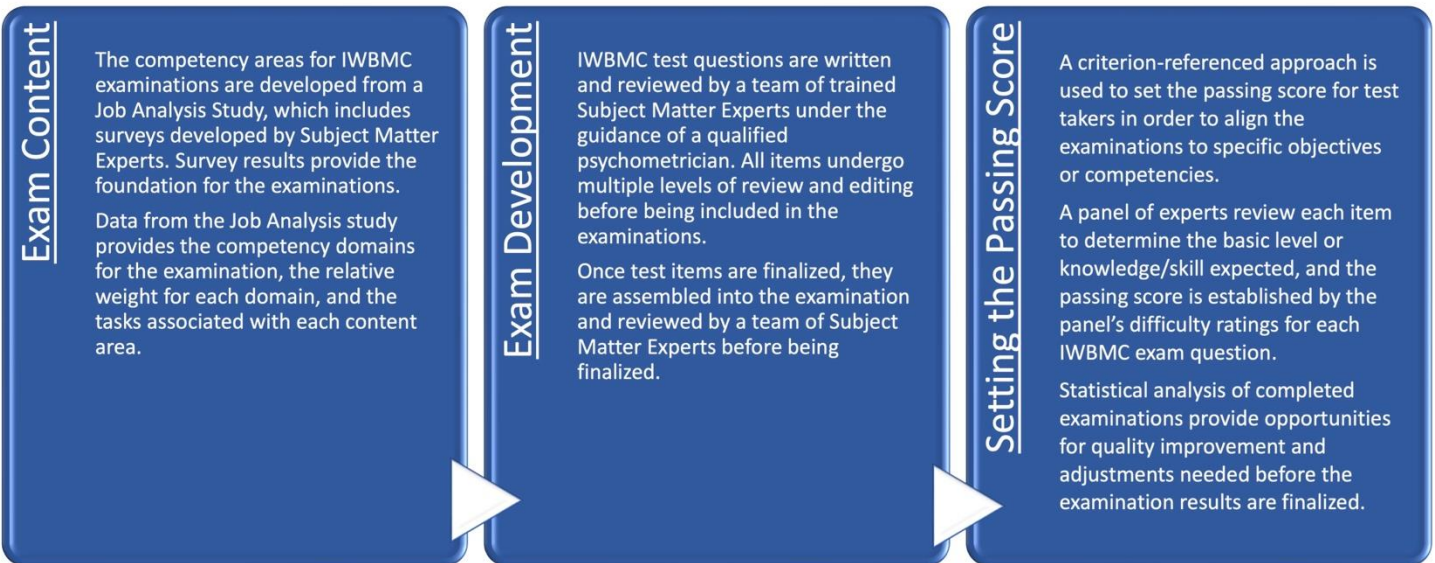 Exam Content
The competency areas for IWBMC
examinations are developed from a
Job Analysis Study, which includes
surveys developed by Subject Matter
Experts. Survey results provide the
foundation for the examinations.
Data from the Job Analysis study
provides the competency domains
for the examination, the relative
weight for each domain, and the
tasks associated with each content
area.
Exam Development
IWBMC test questions are written
and reviewed by a team of trained
Subject Matter Experts under the
guidance of a qualified
psychometrician. All items undergo
multiple levels of review and editing
before being included in the
examinations.
Once test items are finalized, they
are assembled into the examination
and reviewed by a team of Subject
Matter Experts before being
finalized.
Setting the Passing Score
A criterion-referenced approach is
used to set the passing score for test
takers in order to align the
examinations to specific objectives
or competencies.
A panel of experts review each item
to determine the basic level or
knowledge/skill expected, and the
passing score is established by the
panel’s difficulty ratings for each
IWBMC exam question.
Statistical analysis of completed
examinations provide opportunities
for quality improvement and
adjustments needed before the
examination results are finalized.